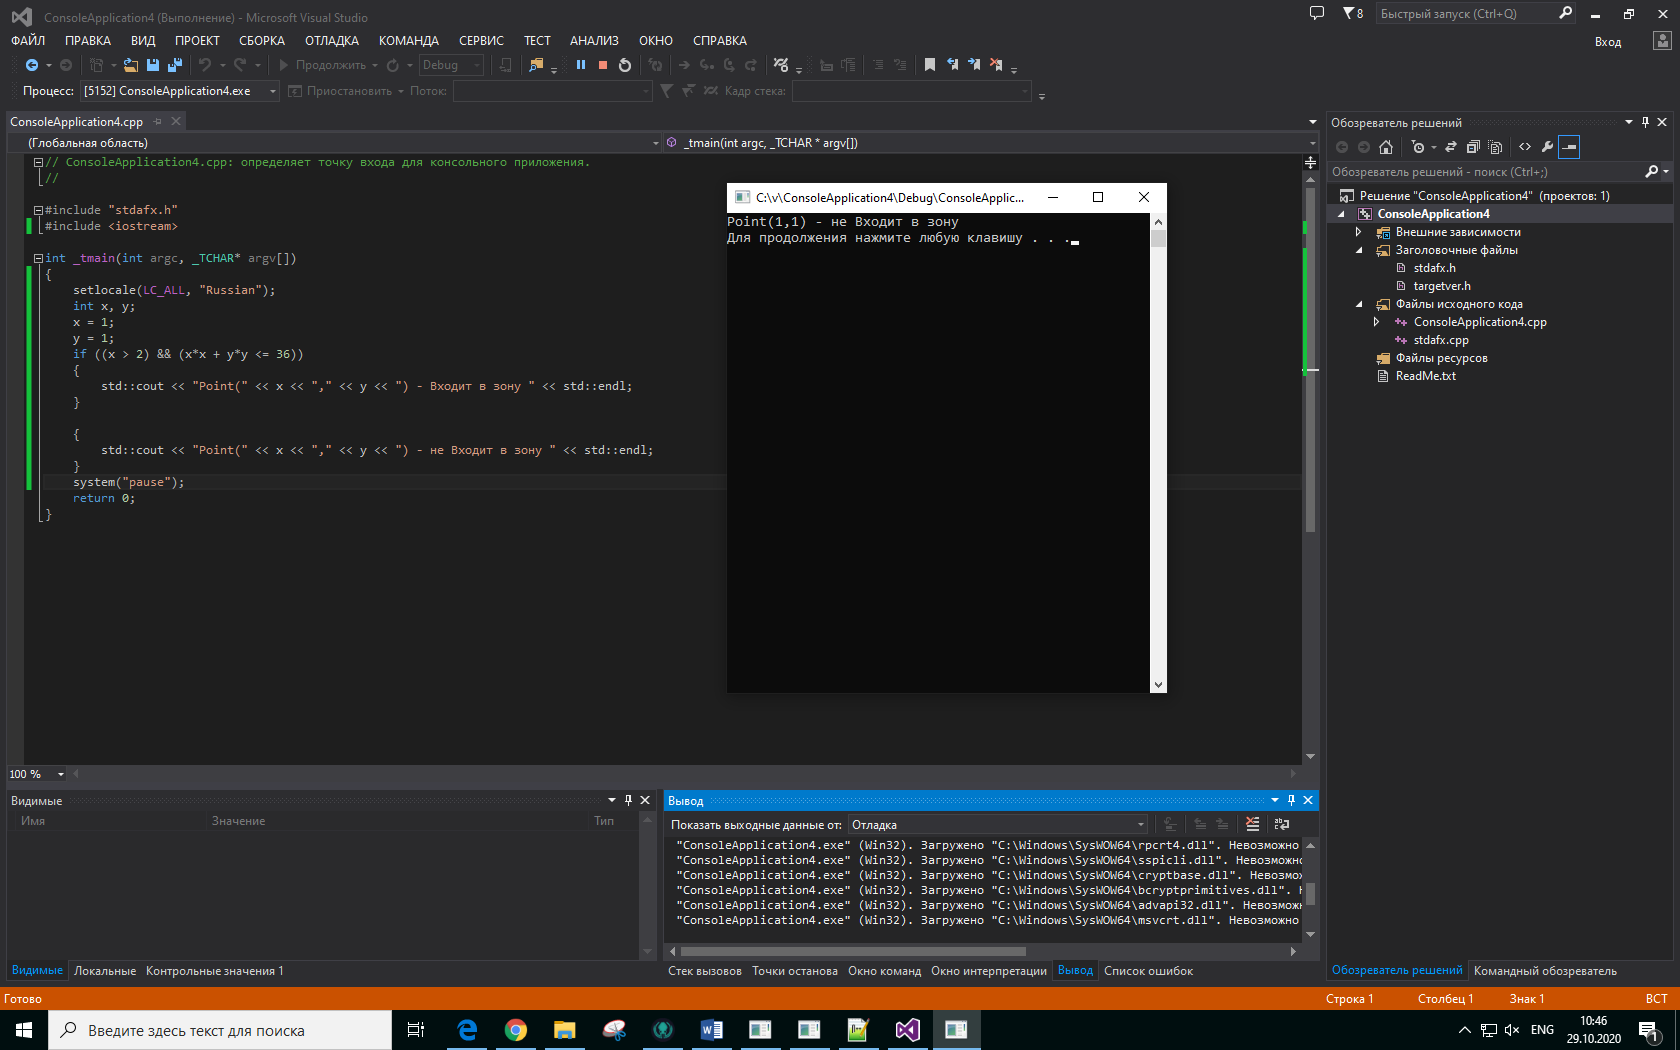 ConsoleApplication4 (Выполнение) - Microsoft Visual Studio
8
Быстрый запуск (Ctrl+Q)
ФАЙЛ ПРАВКА ВИД ПРОЕКТ СБОРКА ОТЛАДКА КОМАНДА СЕРВИС ТЕСТ АНАЛИЗ ОКНО СПРАВКА
Вход
Продолжить Debug
Процесс: [5152] ConsoleApplication4.exe Приостановить Поток: Кадр стека:
ConsoleApplication4.cpp
(Глобальная область) _tmain(int argc, _TCHAR * argv[])
// ConsoleApplication4.cpp: определяет точку входа для консольного приложения.
//
#include "stdafx.h"
#include <iostream>
int _tmain(int argc, _TCHAR* argv[])
{
setlocale(LC_ALL, "Russian");
int x, y;
x = 1;
y = 1;
if ((x > 2) && (x*x + y*y <= 36))
{
std::cout << "Point(" << x << "," << y << ") - Входит в зону " << std::endl;
}
{
std::cout << "Point(" << x << "," << y << ") - не Входит в зону " << std::endl;
}
system("pause");
return 0;
}
C:\v\ConsoleApplication4\Debug\ConsoleApplic...
Point(1,1) - не Входит в зону
Для продолжения нажмите любую клавишу . . .
Обозреватель решений
Обозреватель решений - поиск (Ctrl+;)
Решение "ConsoleApplication4" (проектов: 1)
ConsoleApplication4
Внешние зависимости
Заголовочные файлы
stdafx.h
targetver.h
Файлы исходного кода
ConsoleApplication4.cpp
stdafx.cpp
Файлы ресурсов
ReadMe.txt
100 %
Видимые
Имя Значение Тип
Видимые Локальные Контрольные значения 1
Вывод
Показать выходные данные от: Отладка
"ConsoleApplication4.exe" (Win32). Загружено "C:\Windows\SysWOW64\rpcrt4.dll". Невозможно
"ConsoleApplication4.exe" (Win32). Загружено "C:\Windows\SysWOW64\sspicli.dll". Невозможно
"ConsoleApplication4.exe" (Win32). Загружено "C:\Windows\SysWOW64\cryptbase.dll". Невозмо
"ConsoleApplication4.exe" (Win32). Загружено "C:\Windows\SysWOW64\bcryptprimitives.dll".
"ConsoleApplication4.exe" (Win32). Загружено "C:\Windows\SysWOW64\advapi32.dll". Невозмож
"ConsoleApplication4.exe" (Win32). Загружено "C:\Windows\SysWOW64\msvcrt.dll". Невозможно
Стек вызовов Точки останова Окно команд Окно интерпретации Вывод Список ошибок
Обозреватель решений Командный обозреватель
Готово Строка 1 Столбец 1 Знак 1 ВСТ
Введите здесь текст для поиска
ENG
10:46
29.10.2020
1